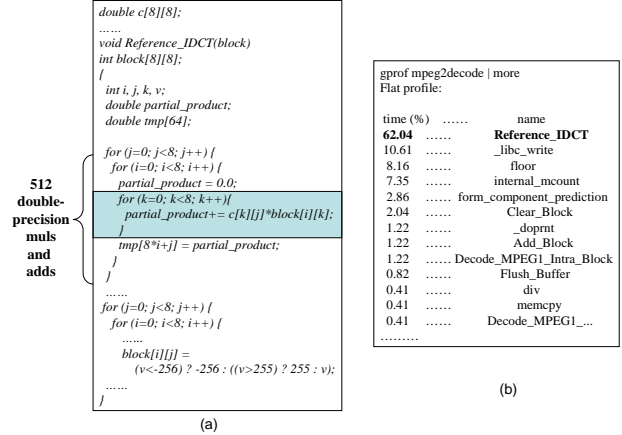 double c[8][8];
......
void Reference_IDCT(block)
int block[8][8];
{
int i, j, k, v;
double partial_product;
double tmp[64];
for (j=0; j<8; j++) {
for (i=0; i<8; i++) {
partial_product = 0.0;
for (k=0; k<8; k++){
partial_product+= c[k][j]*block[i][k];
}
tmp[8*i+j] = partial_product;
}
}
......
for (j=0; j<8; j++) {
for (i=0; i<8; i++) {
......
block[i][j] =
(v<-256) ? -256 : ((v>255) ? 255 : v);
......
}
512
double-
precision
muls
and
adds
(a)
gprof mpeg2decode | more
Flat profile:
time (%) ...... name
62.04 ...... Reference_IDCT
10.61 ...... _libc_write
8.16 ...... floor
7.35 ...... internal_mcount
2.86 ...... form_component_prediction
2.04 ...... Clear_Block
1.22 ...... _doprnt
1.22 ...... Add_Block
1.22 ...... Decode_MPEG1_Intra_Block
0.82 ...... Flush_Buffer
0.41 ...... div
0.41 ...... memcpy
0.41 ...... Decode_MPEG1_...
.........
(b)